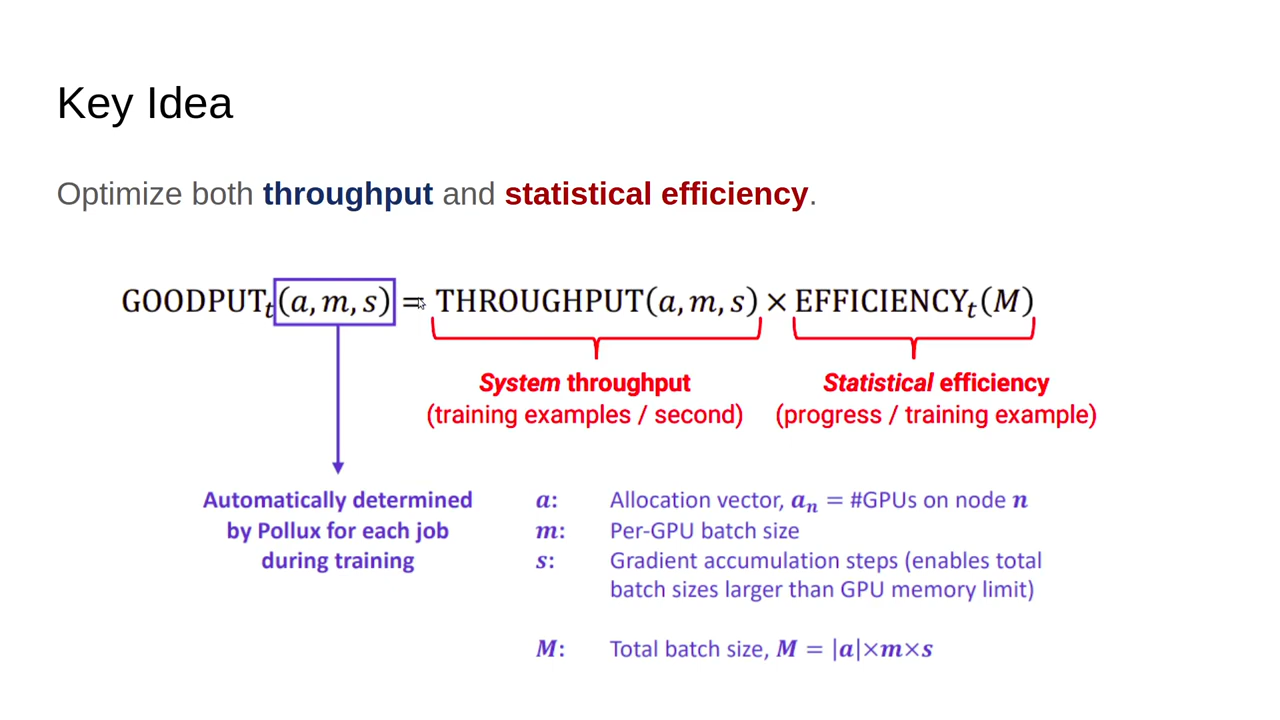 Key Idea
Optimize both throughput and statistical efficiency.
GOODPUTₜ(a, m, s) = THROUGHPUT(a, m, s) × EFFICIENCYₜ(M)
System throughput
(training examples / second)
Statistical efficiency
(progress / training example)
Automatically determined
by Pollux for each job
during training
a: Allocation vector, aₙ = #GPUs on node n
m: Per-GPU batch size
s: Gradient accumulation steps (enables total
batch sizes larger than GPU memory limit)
M: Total batch size, M = |a|×m×s